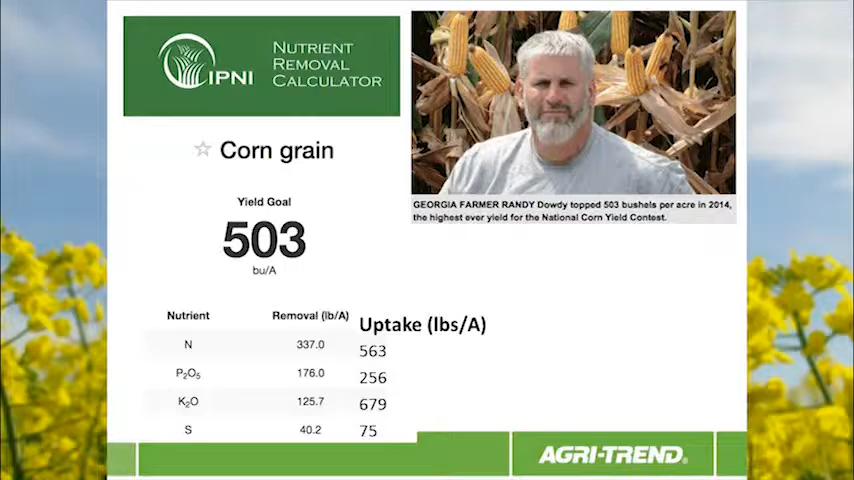 IPNI
NUTRIENT
REMOVAL
CALCULATOR
☆ Corn grain
Yield Goal
503
bu/A
Nutrient Removal (lb/A) Uptake (lbs/A)
N 337.0 563
P₂O₅ 176.0 256
K₂O 125.7 679
S 40.2 75
GEORGIA FARMER RANDY Dowdy topped 503 bushels per acre in 2014,
the highest ever yield for the National Corn Yield Contest.
AGRI-TREND®